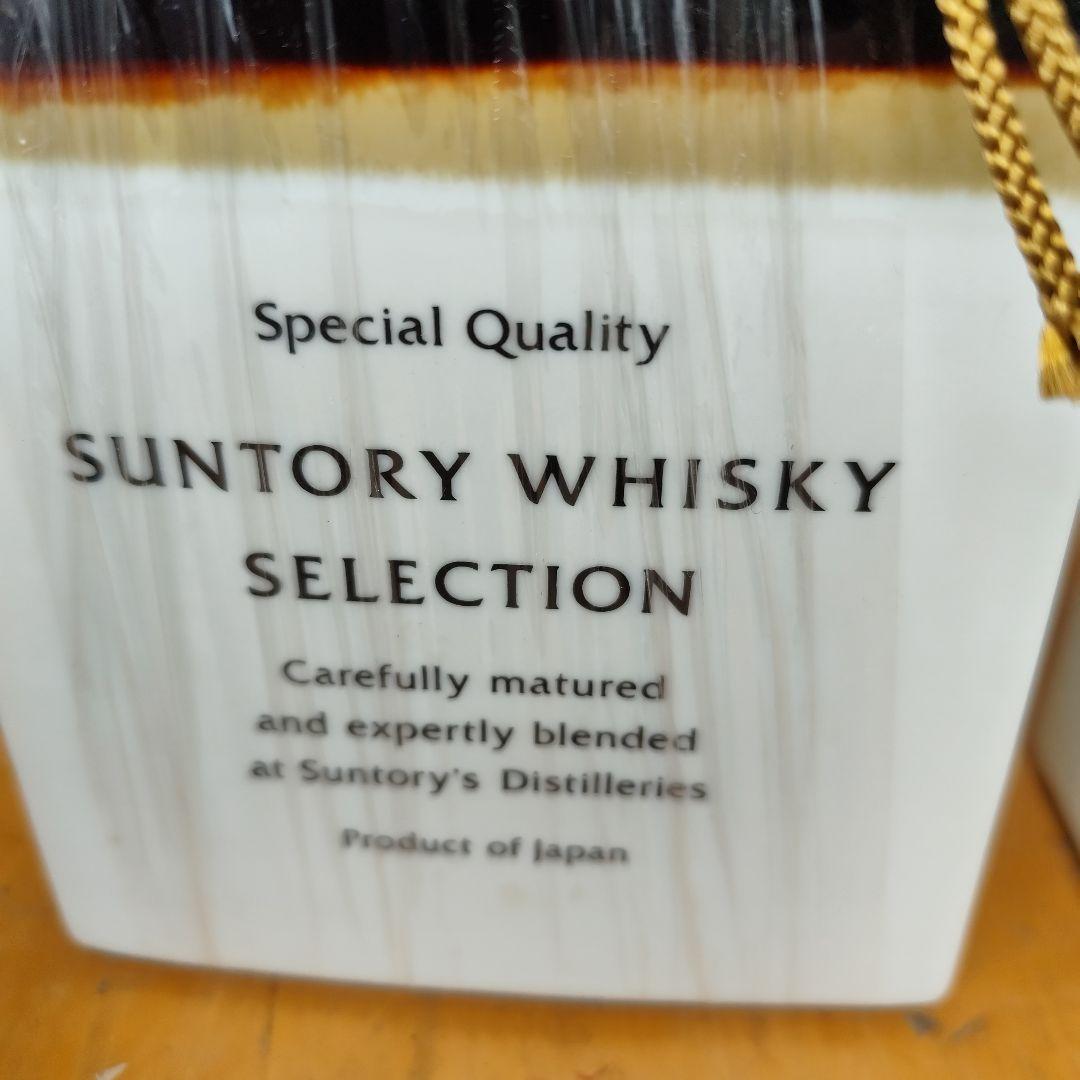 Special Quality
SUNTORY WHISKY
SELECTION
Carefully matured
and expertly blended
at Suntory's Distilleries
Product of Japan